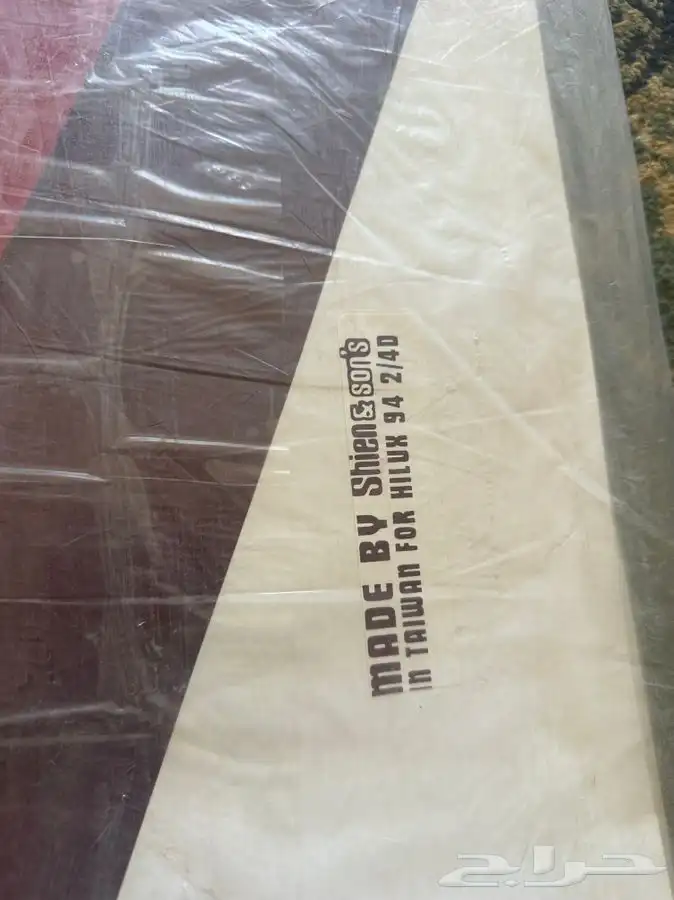 MADE BY Shien & son's
IN TAIWAN FOR HILUX 94 2/4D
حراج